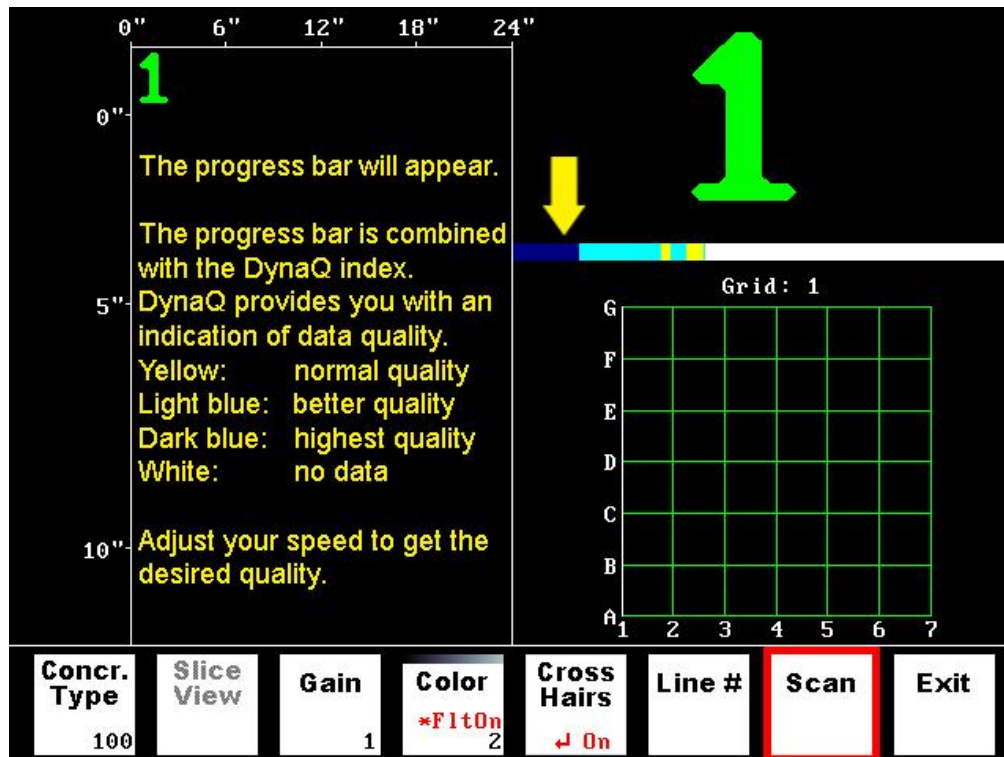 0" 6" 12" 18" 24"
1
1
0"
The progress bar will appear.
The progress bar is combined
with the DynaQ index.
5" DynaQ provides you with an
indication of data quality.
Yellow: normal quality
Light blue: better quality
Dark blue: highest quality
White: no data
10" Adjust your speed to get the
desired quality.
Grid: 1
G
F
E
D
C
B
A
1 2 3 4 5 6 7
Concr.
Type
100
Slice
View
Gain
1
Color
*FltOn
2
Cross
Hairs
↵ On
Line #
Scan
Exit